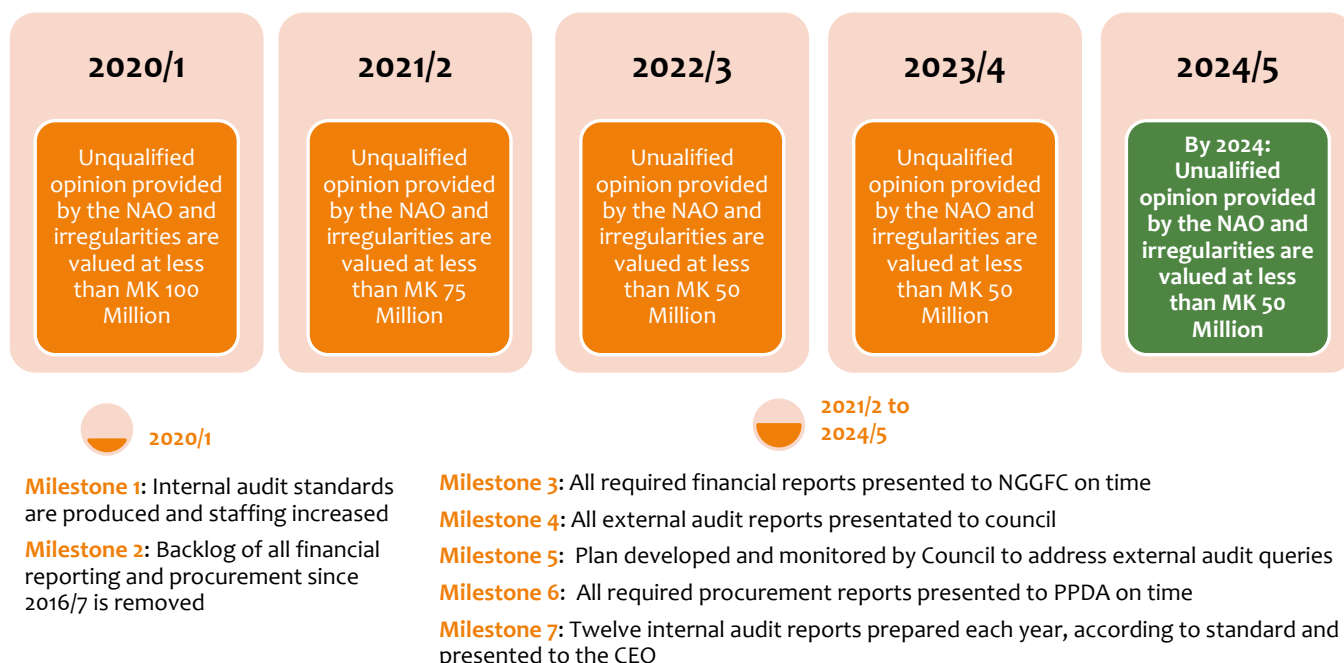 2020/1
Unqualified
opinion provided
by the NAO and
irregularities are
valued at less
than MK 100
Million
2021/2
Unqualified
opinion provided
by the NAO and
irregularities are
valued at less
than MK 75
Million
2022/3
Unualified
opinion provided
by the NAO and
irregularities are
valued at less
than MK 50
Million
2023/4
Unqualified
opinion provided
by the NAO and
irregularities are
valued at less
than MK 50
Million
2024/5
By 2024:
Unualified
opinion provided
by the NAO and
irregularities are
valued at less
than MK 50
Million
2020/1
Milestone 1: Internal audit standards
are produced and staffing increased
Milestone 2: Backlog of all financial
reporting and procurement since
2016/7 is removed
2021/2 to
2024/5
Milestone 3: All required financial reports presented to NGGFC on time
Milestone 4: All external audit reports presentated to council
Milestone 5: Plan developed and monitored by Council to address external audit queries
Milestone 6: All required procurement reports presented to PPDA on time
Milestone 7: Twelve internal audit reports prepared each year, according to standard and
presented to the CEO